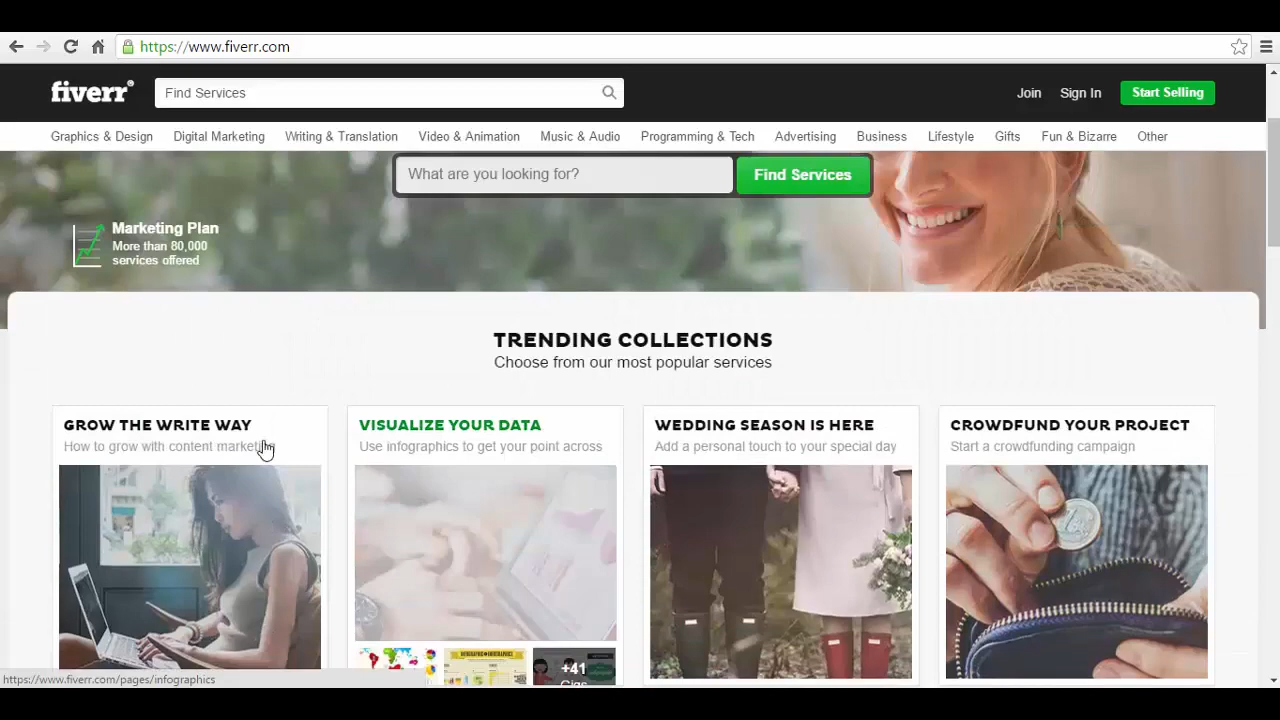 https://www.fiverr.com
fiverr
Find Services
Join
Sign In
Start Selling
Graphics & Design
Digital Marketing
Writing & Translation
Video & Animation
Music & Audio
Programming & Tech
Advertising
Business
Lifestyle
Gifts
Fun & Bizarre
Other
What are you looking for?
Find Services
Marketing Plan
More than 80,000
services offered
TRENDING COLLECTIONS
Choose from our most popular services
GROW THE WRITE WAY
How to grow with content marketing
VISUALIZE YOUR DATA
Use infographics to get your point across
+41
Gigs
WEDDING SEASON IS HERE
Add a personal touch to your special day
CROWDFUND YOUR PROJECT
Start a crowdfunding campaign
https://www.fiverr.com/pages/infographics